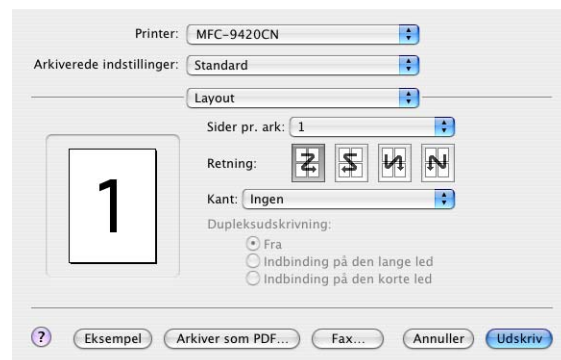 Printer: MFC-9420CN
Arkiverede indstillinger: Standard
Layout
Sider pr. ark: 1
Retning:
1
Kant: Ingen
Dupleksudskrivning:
Fra
Indbinding på den lange led
Indbinding på den korte led
? Eksempel Arkiver som PDF... Fax... Annuller Udskriv